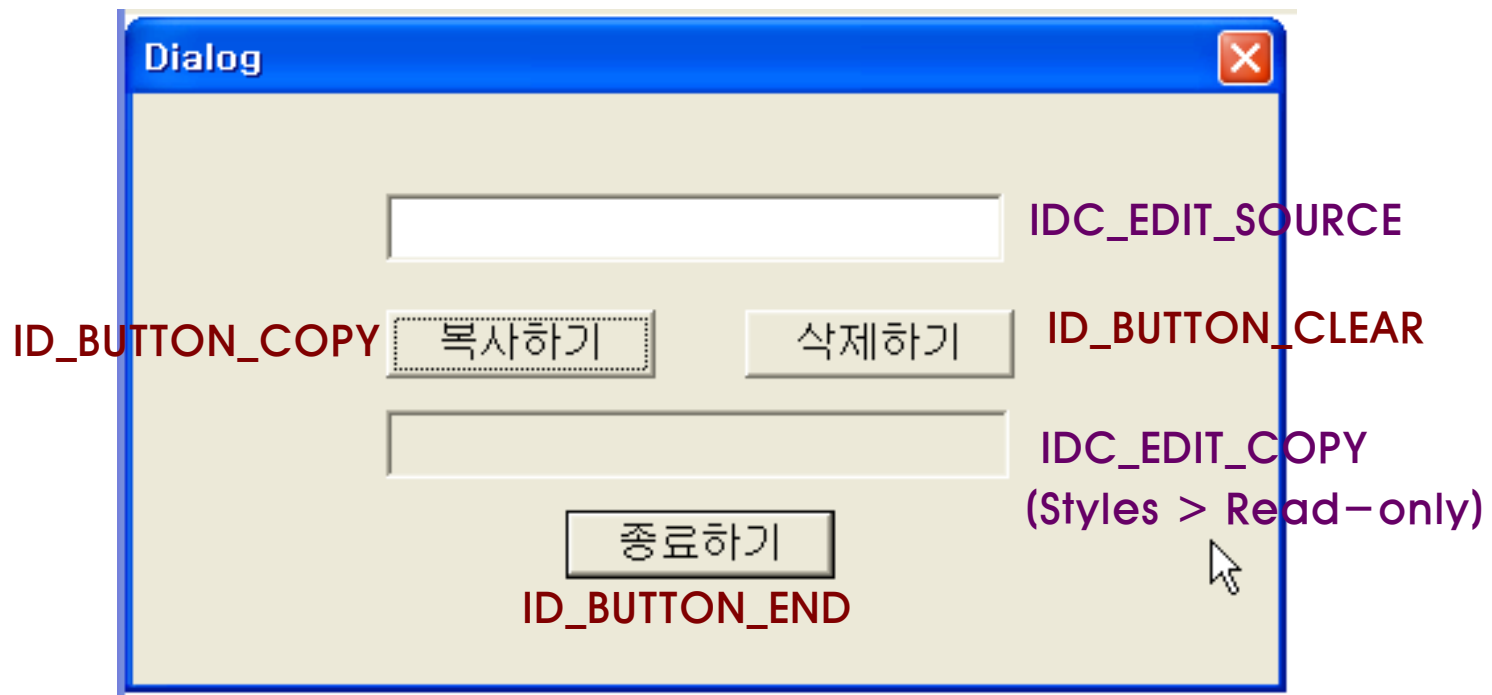 Dialog
IDC_EDIT_SOURCE
ID_BUTTON_COPY 복사하기 삭제하기 ID_BUTTON_CLEAR
IDC_EDIT_COPY
(Styles > Read-only)
종료하기
ID_BUTTON_END